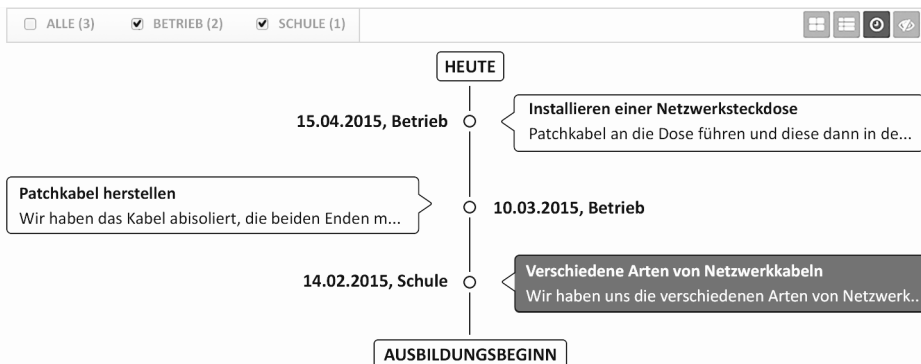 ALLE (3) BETRIEB (2) SCHULE (1)
HEUTE
15.04.2015, Betrieb
Installieren einer Netzwerksteckdose
Patchkabel an die Dose führen und diese dann in de...
Patchkabel herstellen
Wir haben das Kabel abisoliert, die beiden Enden m...
10.03.2015, Betrieb
14.02.2015, Schule
Verschiedene Arten von Netzwerkkabeln
Wir haben uns die verschiedenen Arten von Netzwerk...
AUSBILDUNGSBEGINN